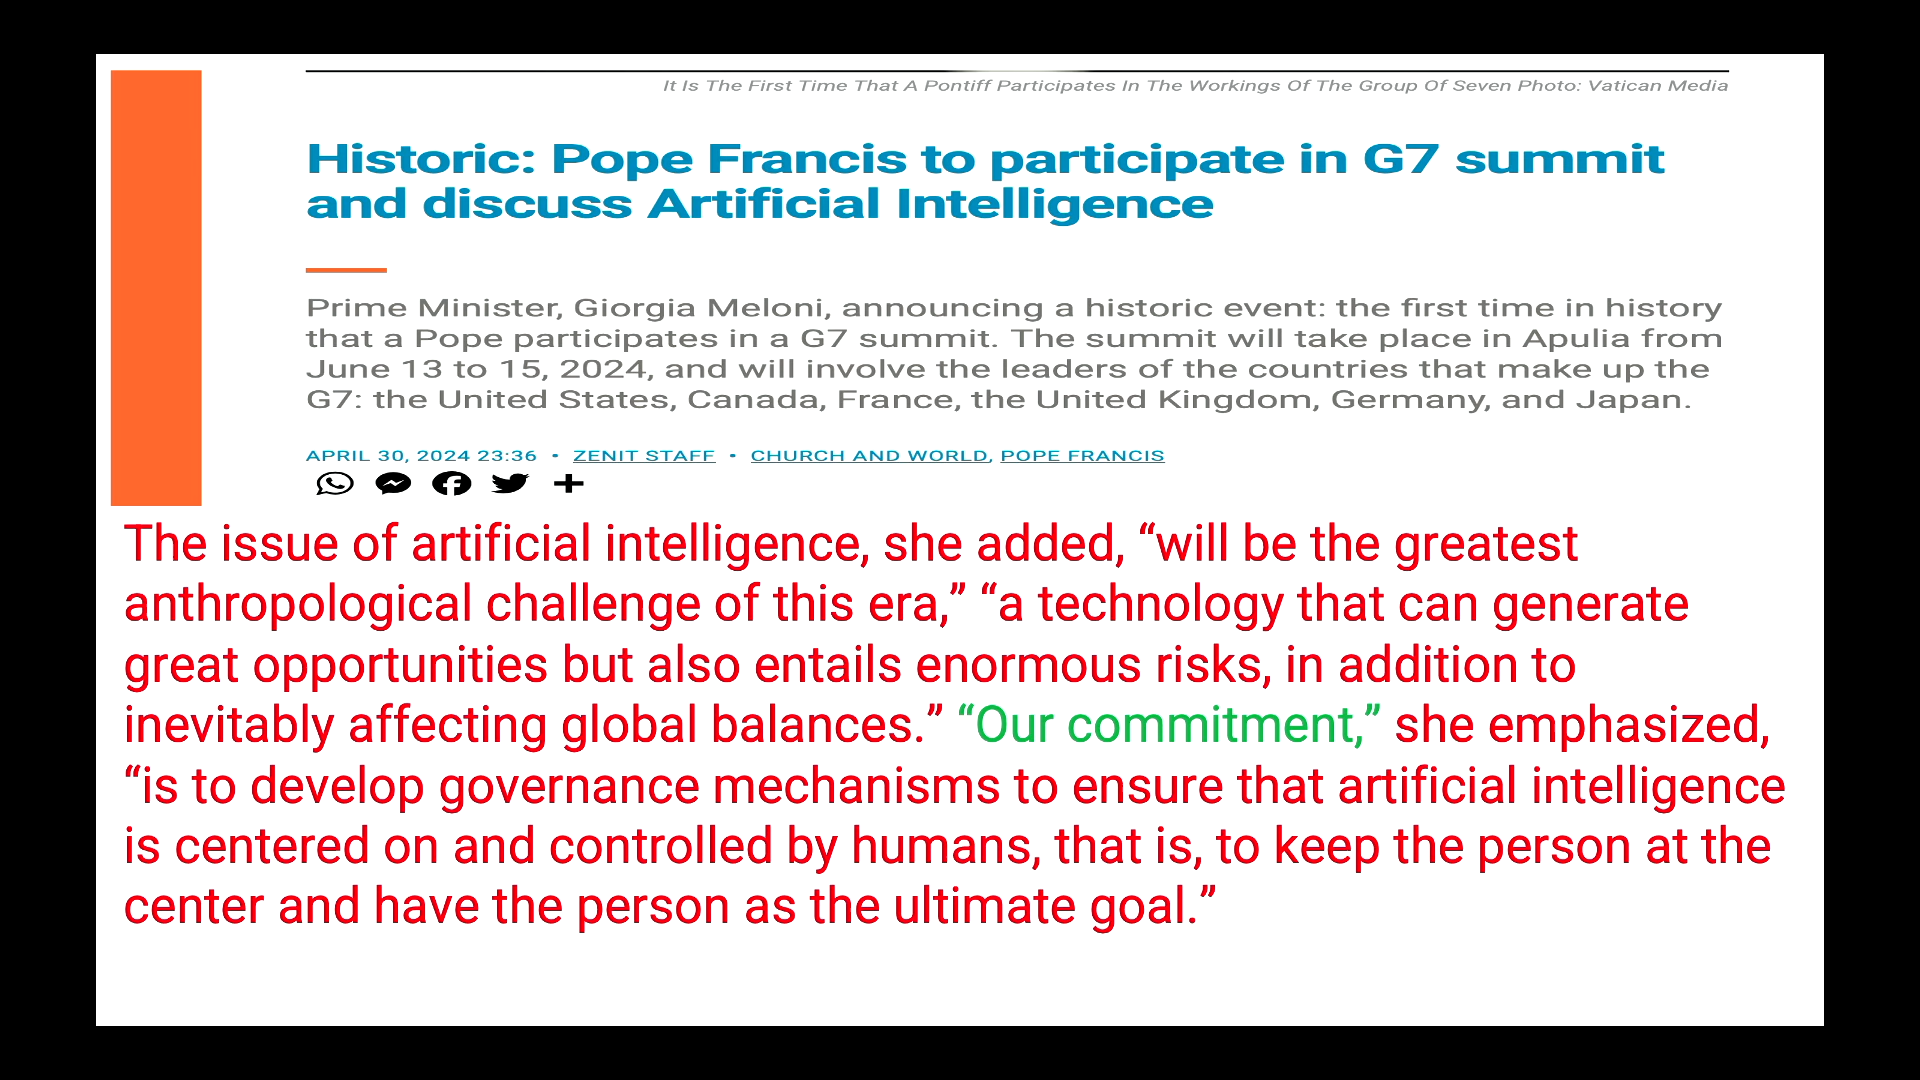 It Is The First Time That A Pontiff Participates In The Workings Of The Group Of Seven Photo: Vatican Media
Historic: Pope Francis to participate in G7 summit
and discuss Artificial Intelligence
Prime Minister, Giorgia Meloni, announcing a historic event: the first time in history
that a Pope participates in a G7 summit. The summit will take place in Apulia from
June 13 to 15, 2024, and will involve the leaders of the countries that make up the
G7: the United States, Canada, France, the United Kingdom, Germany, and Japan.
APRIL 30, 2024 23:36 • ZENIT STAFF • CHURCH AND WORLD, POPE FRANCIS
The issue of artificial intelligence, she added, “will be the greatest
anthropological challenge of this era,” “a technology that can generate
great opportunities but also entails enormous risks, in addition to
inevitably affecting global balances.” “Our commitment,” she emphasized,
“is to develop governance mechanisms to ensure that artificial intelligence
is centered on and controlled by humans, that is, to keep the person at the
center and have the person as the ultimate goal.”